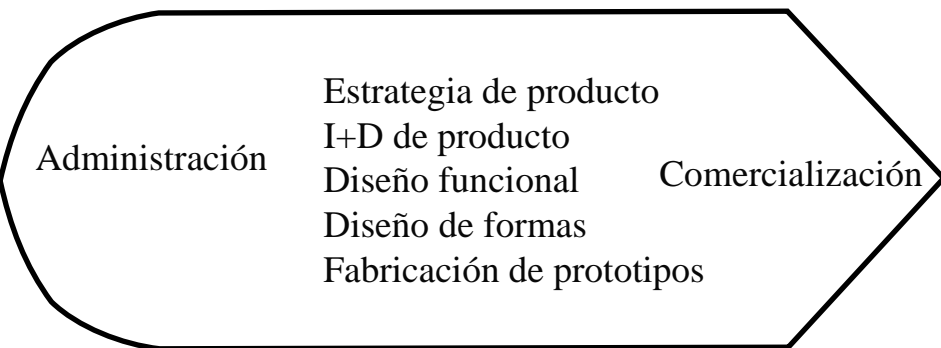 Administración
Estrategia de producto
I+D de producto
Diseño funcional
Diseño de formas
Fabricación de prototipos
Comercialización